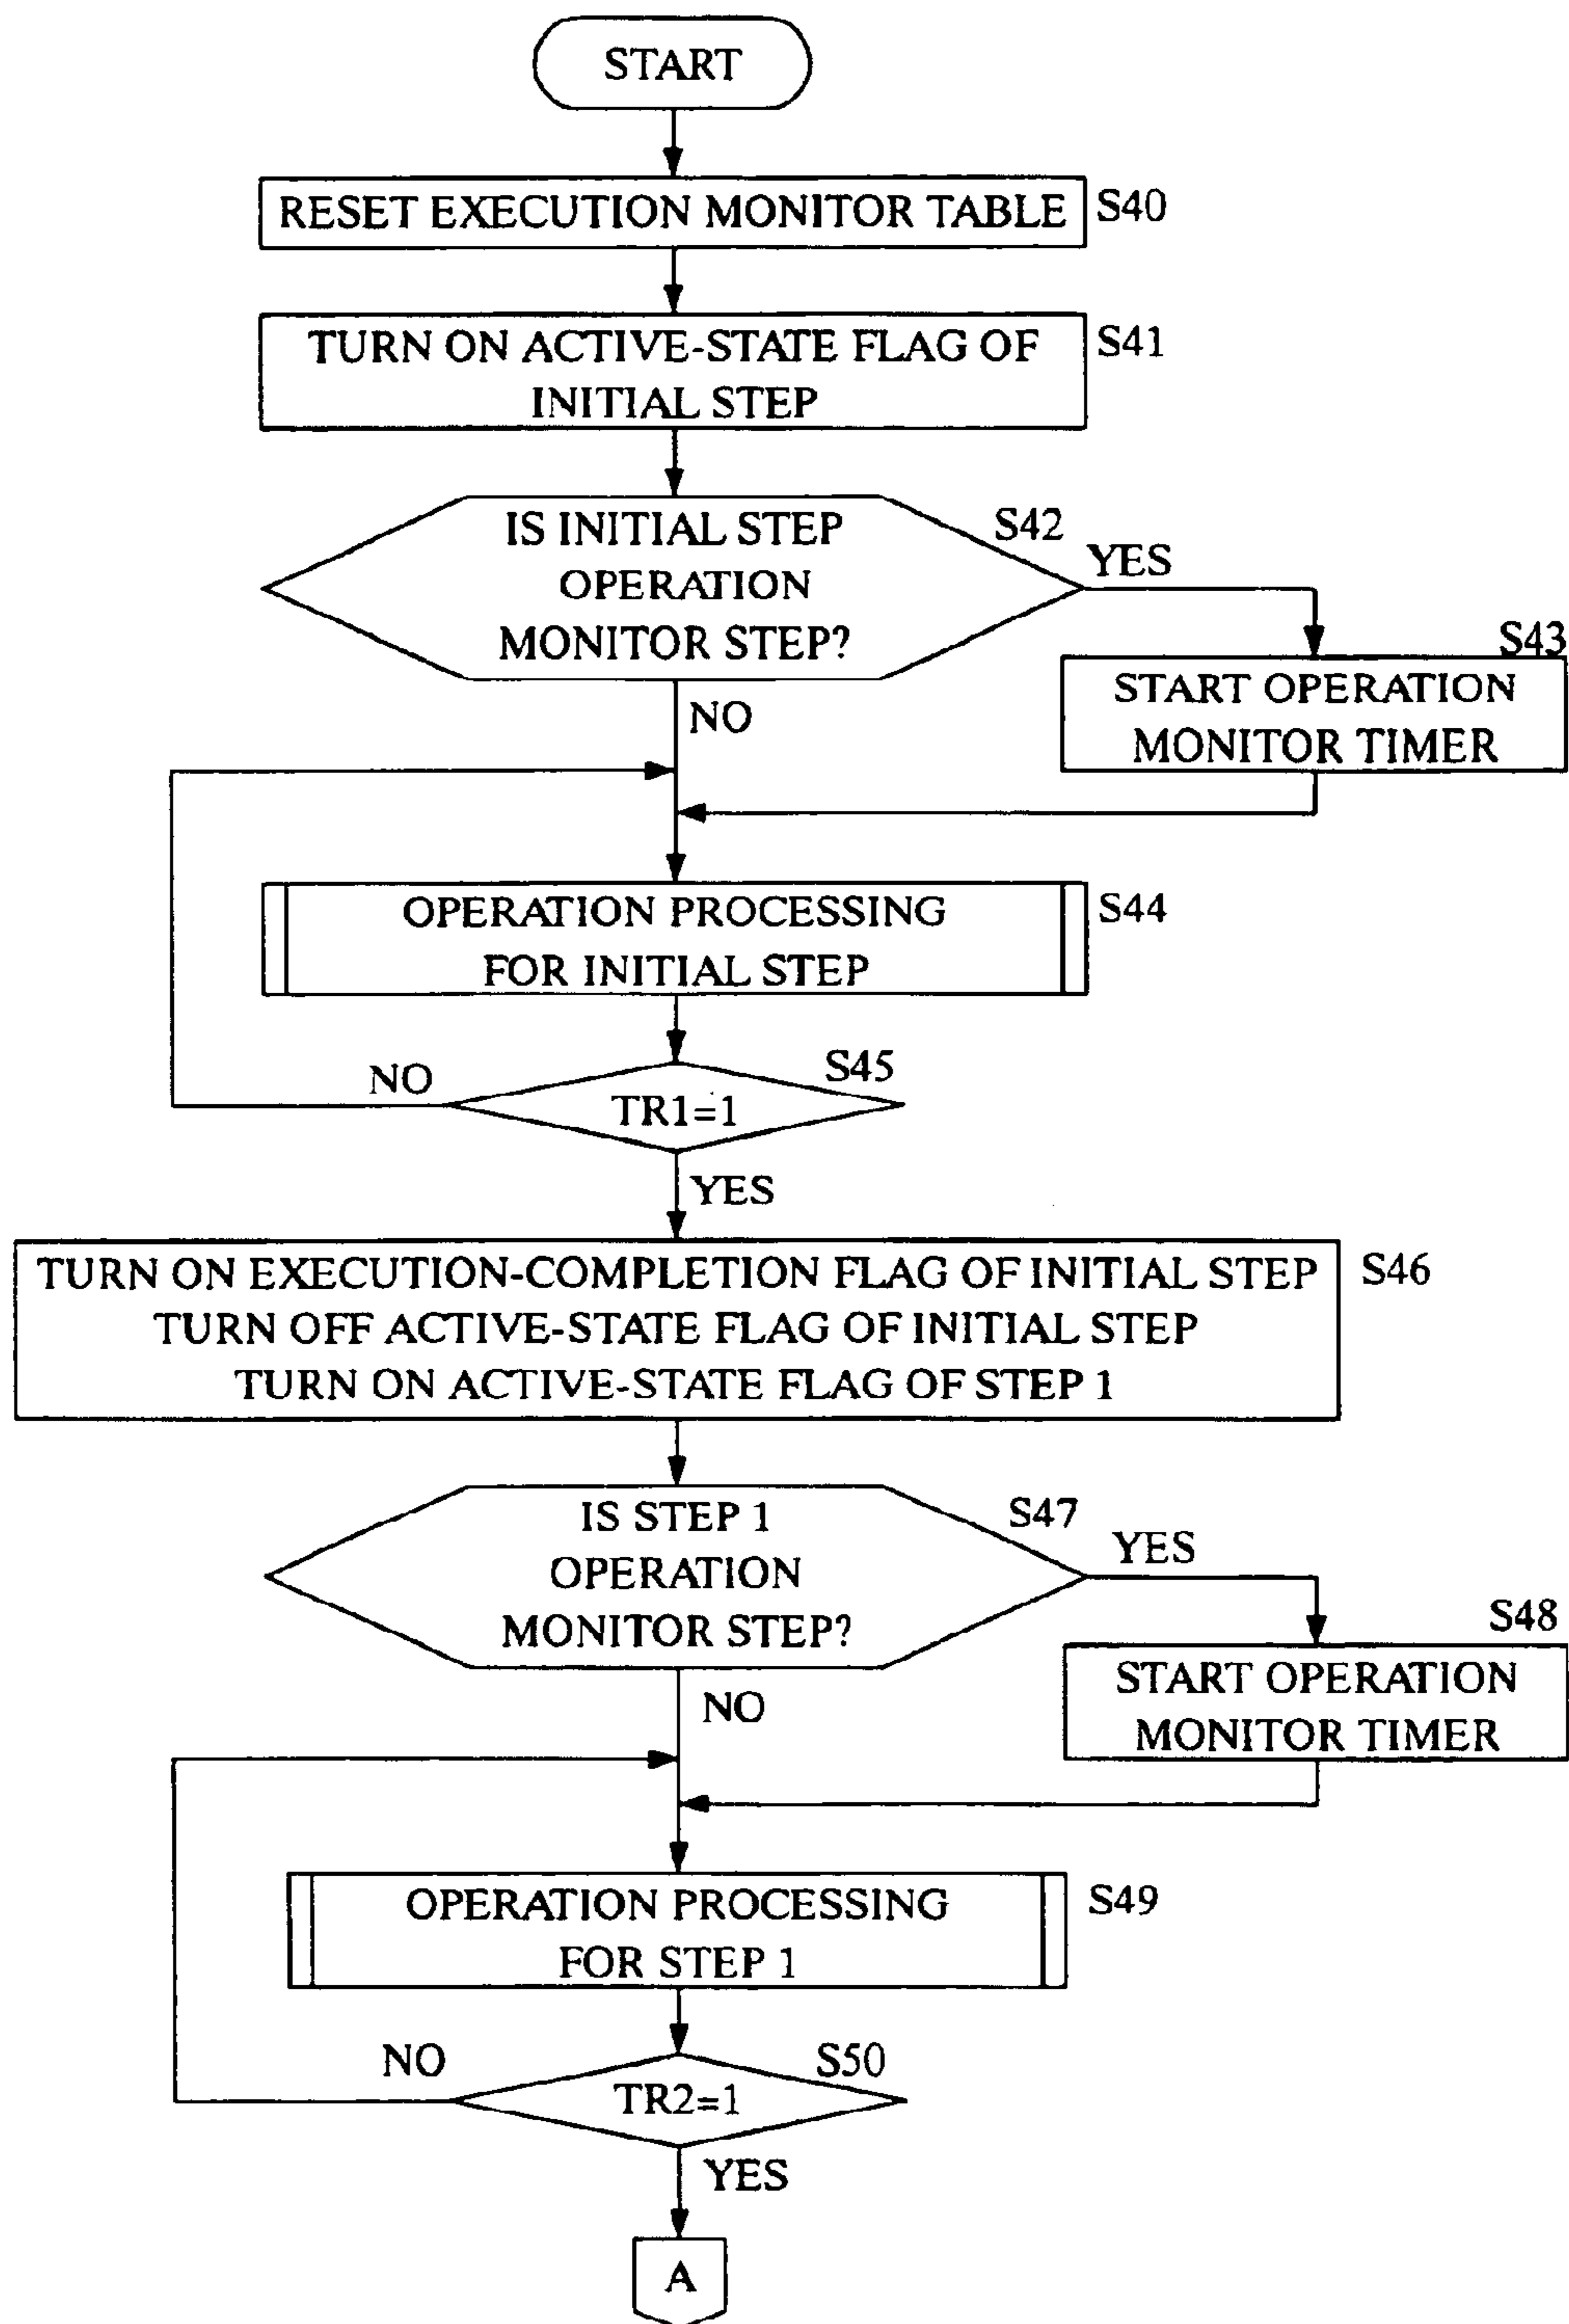 START
RESET EXECUTION MONITOR TABLE
S40
TURN ON ACTIVE-STATE FLAG OF
INITIAL STEP
S41
IS INITIAL STEP
OPERATION
MONITOR STEP?
S42
YES
NO
S43
START OPERATION
MONITOR TIMER
OPERATION PROCESSING
FOR INITIAL STEP
S44
NO
S45
TR1=1
YES
TURN ON EXECUTION-COMPLETION FLAG OF INITIAL STEP
TURN OFF ACTIVE-STATE FLAG OF INITIAL STEP
TURN ON ACTIVE-STATE FLAG OF STEP 1
S46
IS STEP 1
OPERATION
MONITOR STEP?
S47
YES
NO
S48
START OPERATION
MONITOR TIMER
OPERATION PROCESSING
FOR STEP 1
S49
NO
S50
TR2=1
YES
A